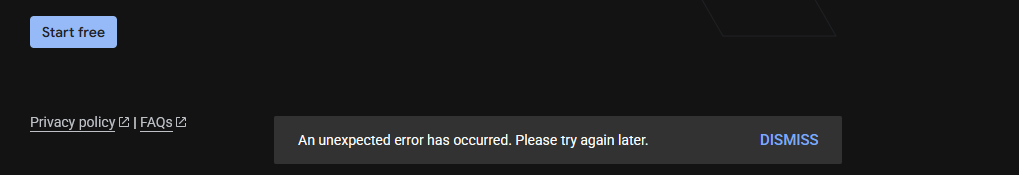 Start free
Privacy policy | FAQs
An unexpected error has occurred. Please try again later. DISMISS